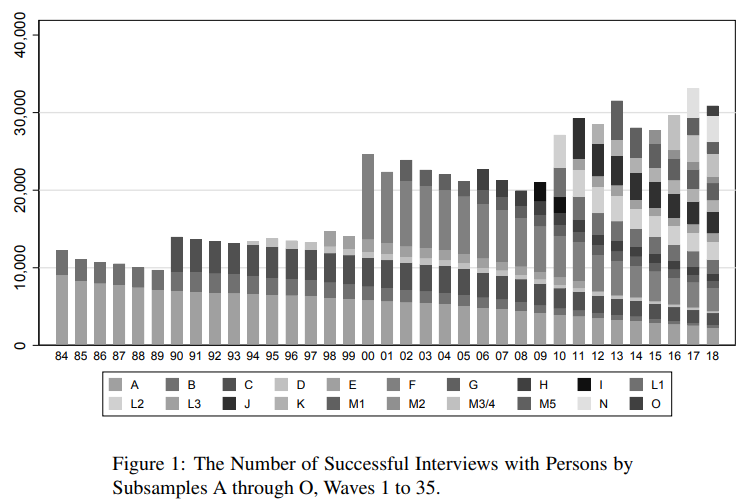 40,000
30,000
20,000
10,000
0
84 85 86 87 88 89 90 91 92 93 94 95 96 97 98 99 00 01 02 03 04 05 06 07 08 09 10 11 12 13 14 15 16 17 18
A B C D E F G H I L1
L2 L3 J K M1 M2 M3/4 M5 N O
Figure 1: The Number of Successful Interviews with Persons by
Subsamples A through O, Waves 1 to 35.